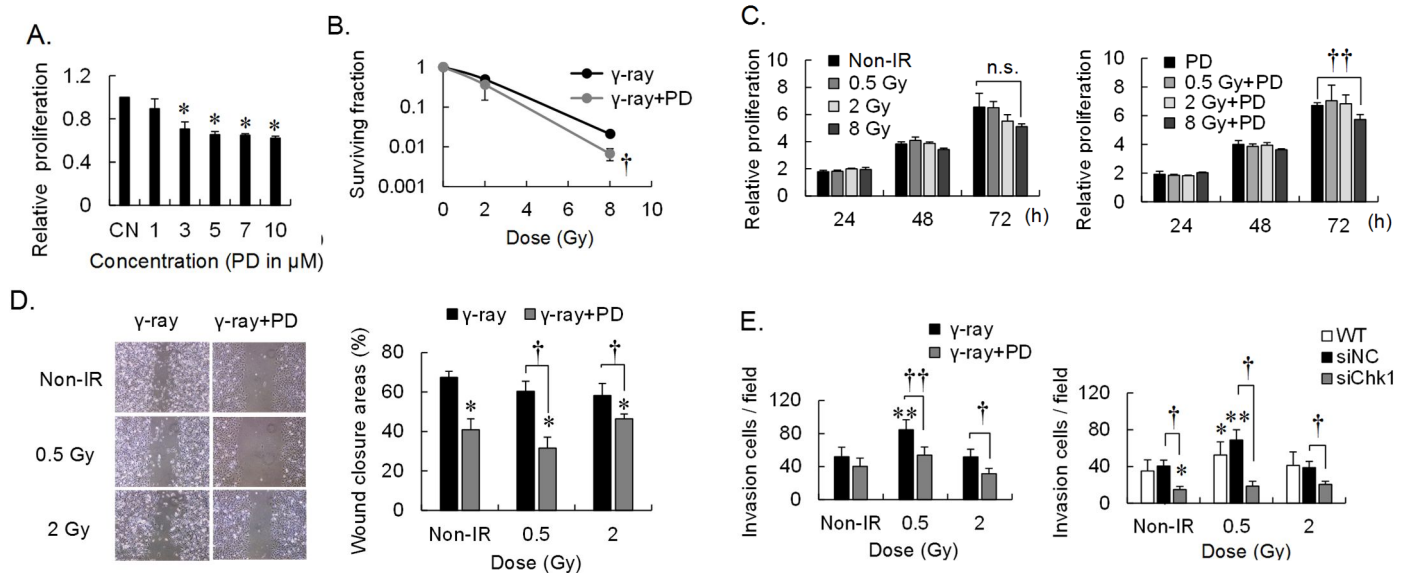 A.
Relative proliferation
1.2
0.8
0.4
0
* * * *
CN 1 3 5 7 10
Concentration (PD in μM)
)
B.
Surviving fraction
1
0.1
0.01
0.001
γ-ray
γ-ray+PD
†
0 2 4 6 8 10
Dose (Gy)
C.
Relative proliferation
10
8
6
4
2
0
Non-IR
0.5 Gy
2 Gy
8 Gy
n.s.
24 48 72 (h)
Relative proliferation
10
8
6
4
2
0
PD
0.5 Gy+PD
2 Gy+PD
8 Gy+PD
††
24 48 72 (h)
D.
γ-ray γ-ray+PD
Non-IR
0.5 Gy
2 Gy
γ-ray γ-ray+PD
Wound closure areas (%)
80
60
40
20
0
† †
* * *
Non-IR 0.5 2
Dose (Gy)
E.
γ-ray
γ-ray+PD
Invasion cells / field
120
80
40
0
†† †
**
Non-IR 0.5 2
Dose (Gy)
WT
siNC
siChk1
Invasion cells / field
120
80
40
0
† † †
* * **
Non-IR 0.5 2
Dose (Gy)